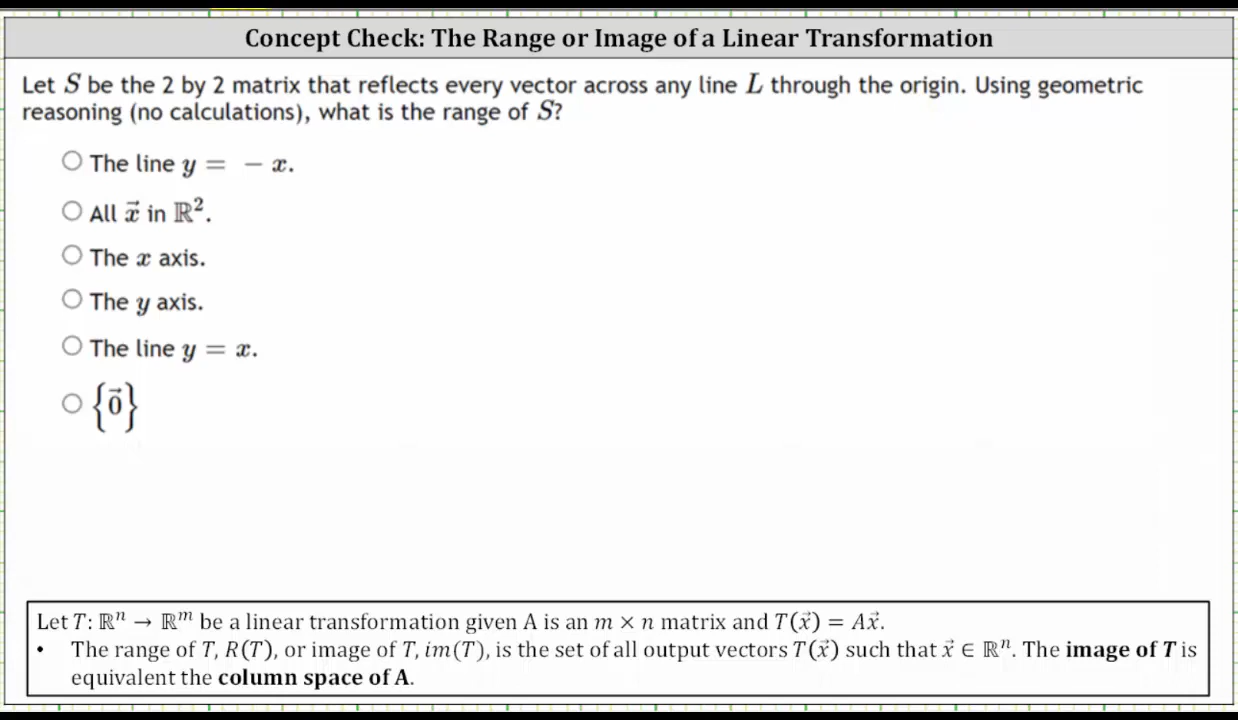 Concept Check: The Range or Image of a Linear Transformation
Let S be the 2 by 2 matrix that reflects every vector across any line L through the origin. Using geometric
reasoning (no calculations), what is the range of S?
The line y = − x.
All x⃗ in ℝ².
The x axis.
The y axis.
The line y = x.
{0⃗}
Let T: ℝⁿ → ℝᵐ be a linear transformation given A is an m × n matrix and T(x⃗) = Ax⃗.
• The range of T, R(T), or image of T, im(T), is the set of all output vectors T(x⃗) such that x⃗ ∈ ℝⁿ. The image of T is
equivalent the column space of A.